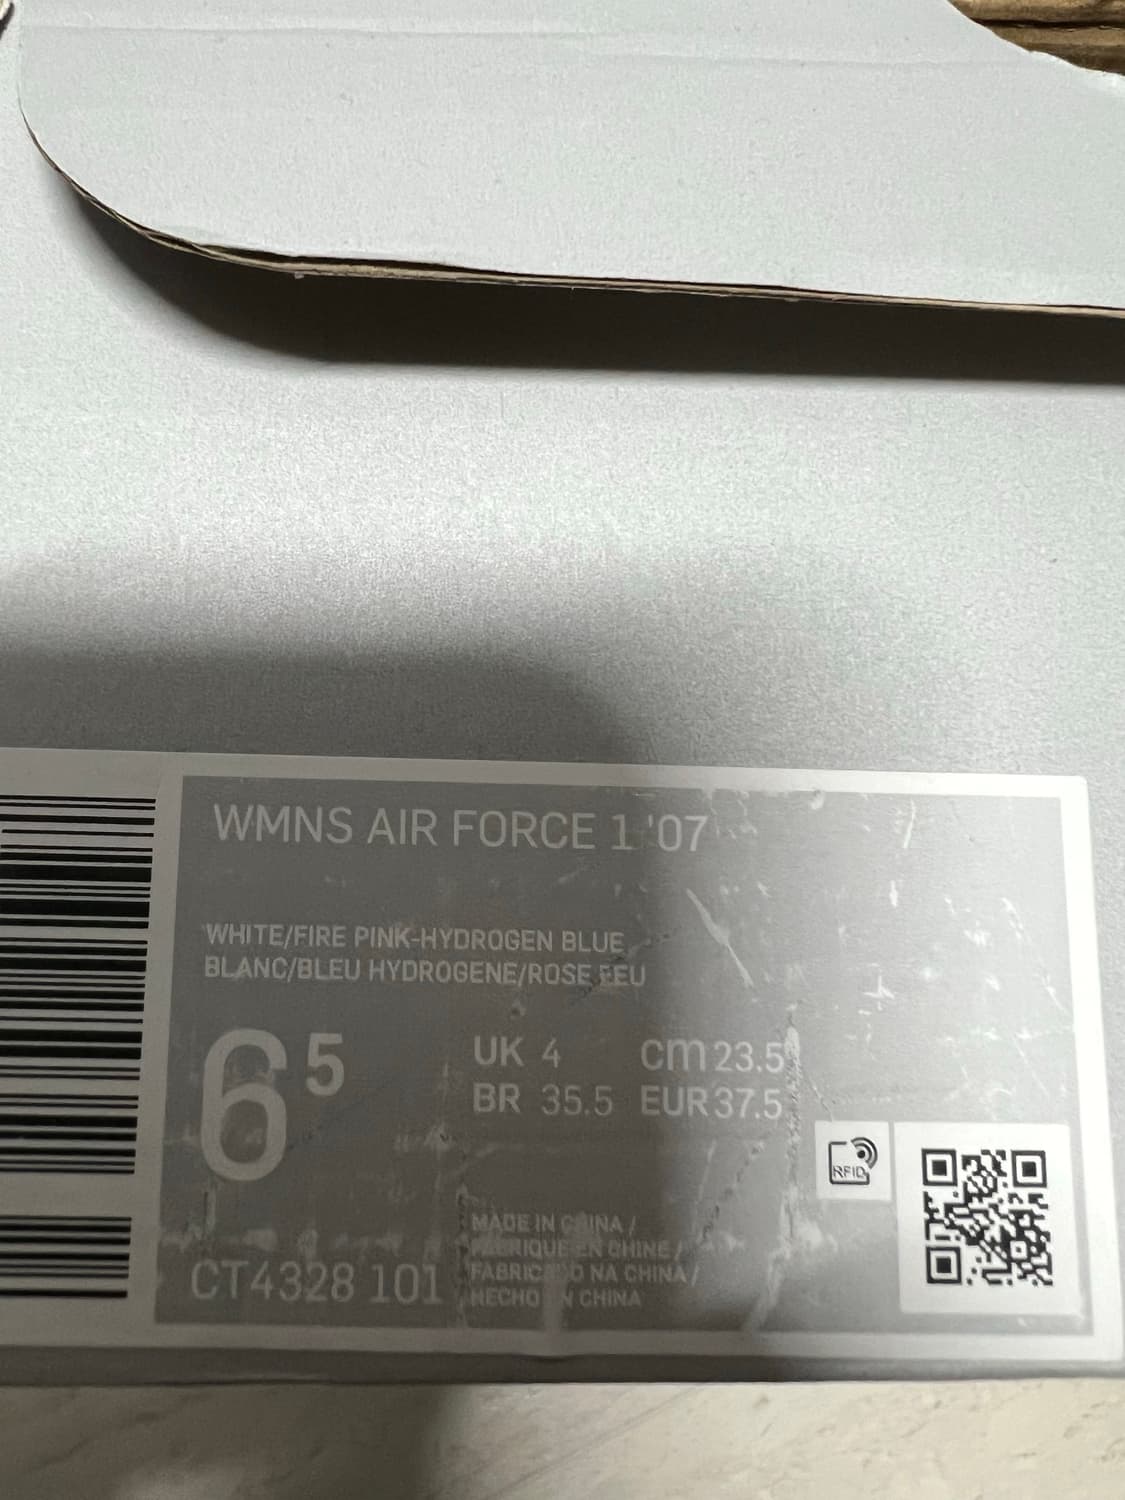 WMNS AIR FORCE 1 '07
WHITE/FIRE PINK-HYDROGEN BLUE
BLANC/BLEU HYDROGENE/ROSE FEU
6 5
UK 4 cm 23.5
BR 35.5 EUR 37.5
RFID
MADE IN CHINA /
FABRIQUE EN CHINE /
FABRICADO NA CHINA /
HECHO EN CHINA
CT4328 101